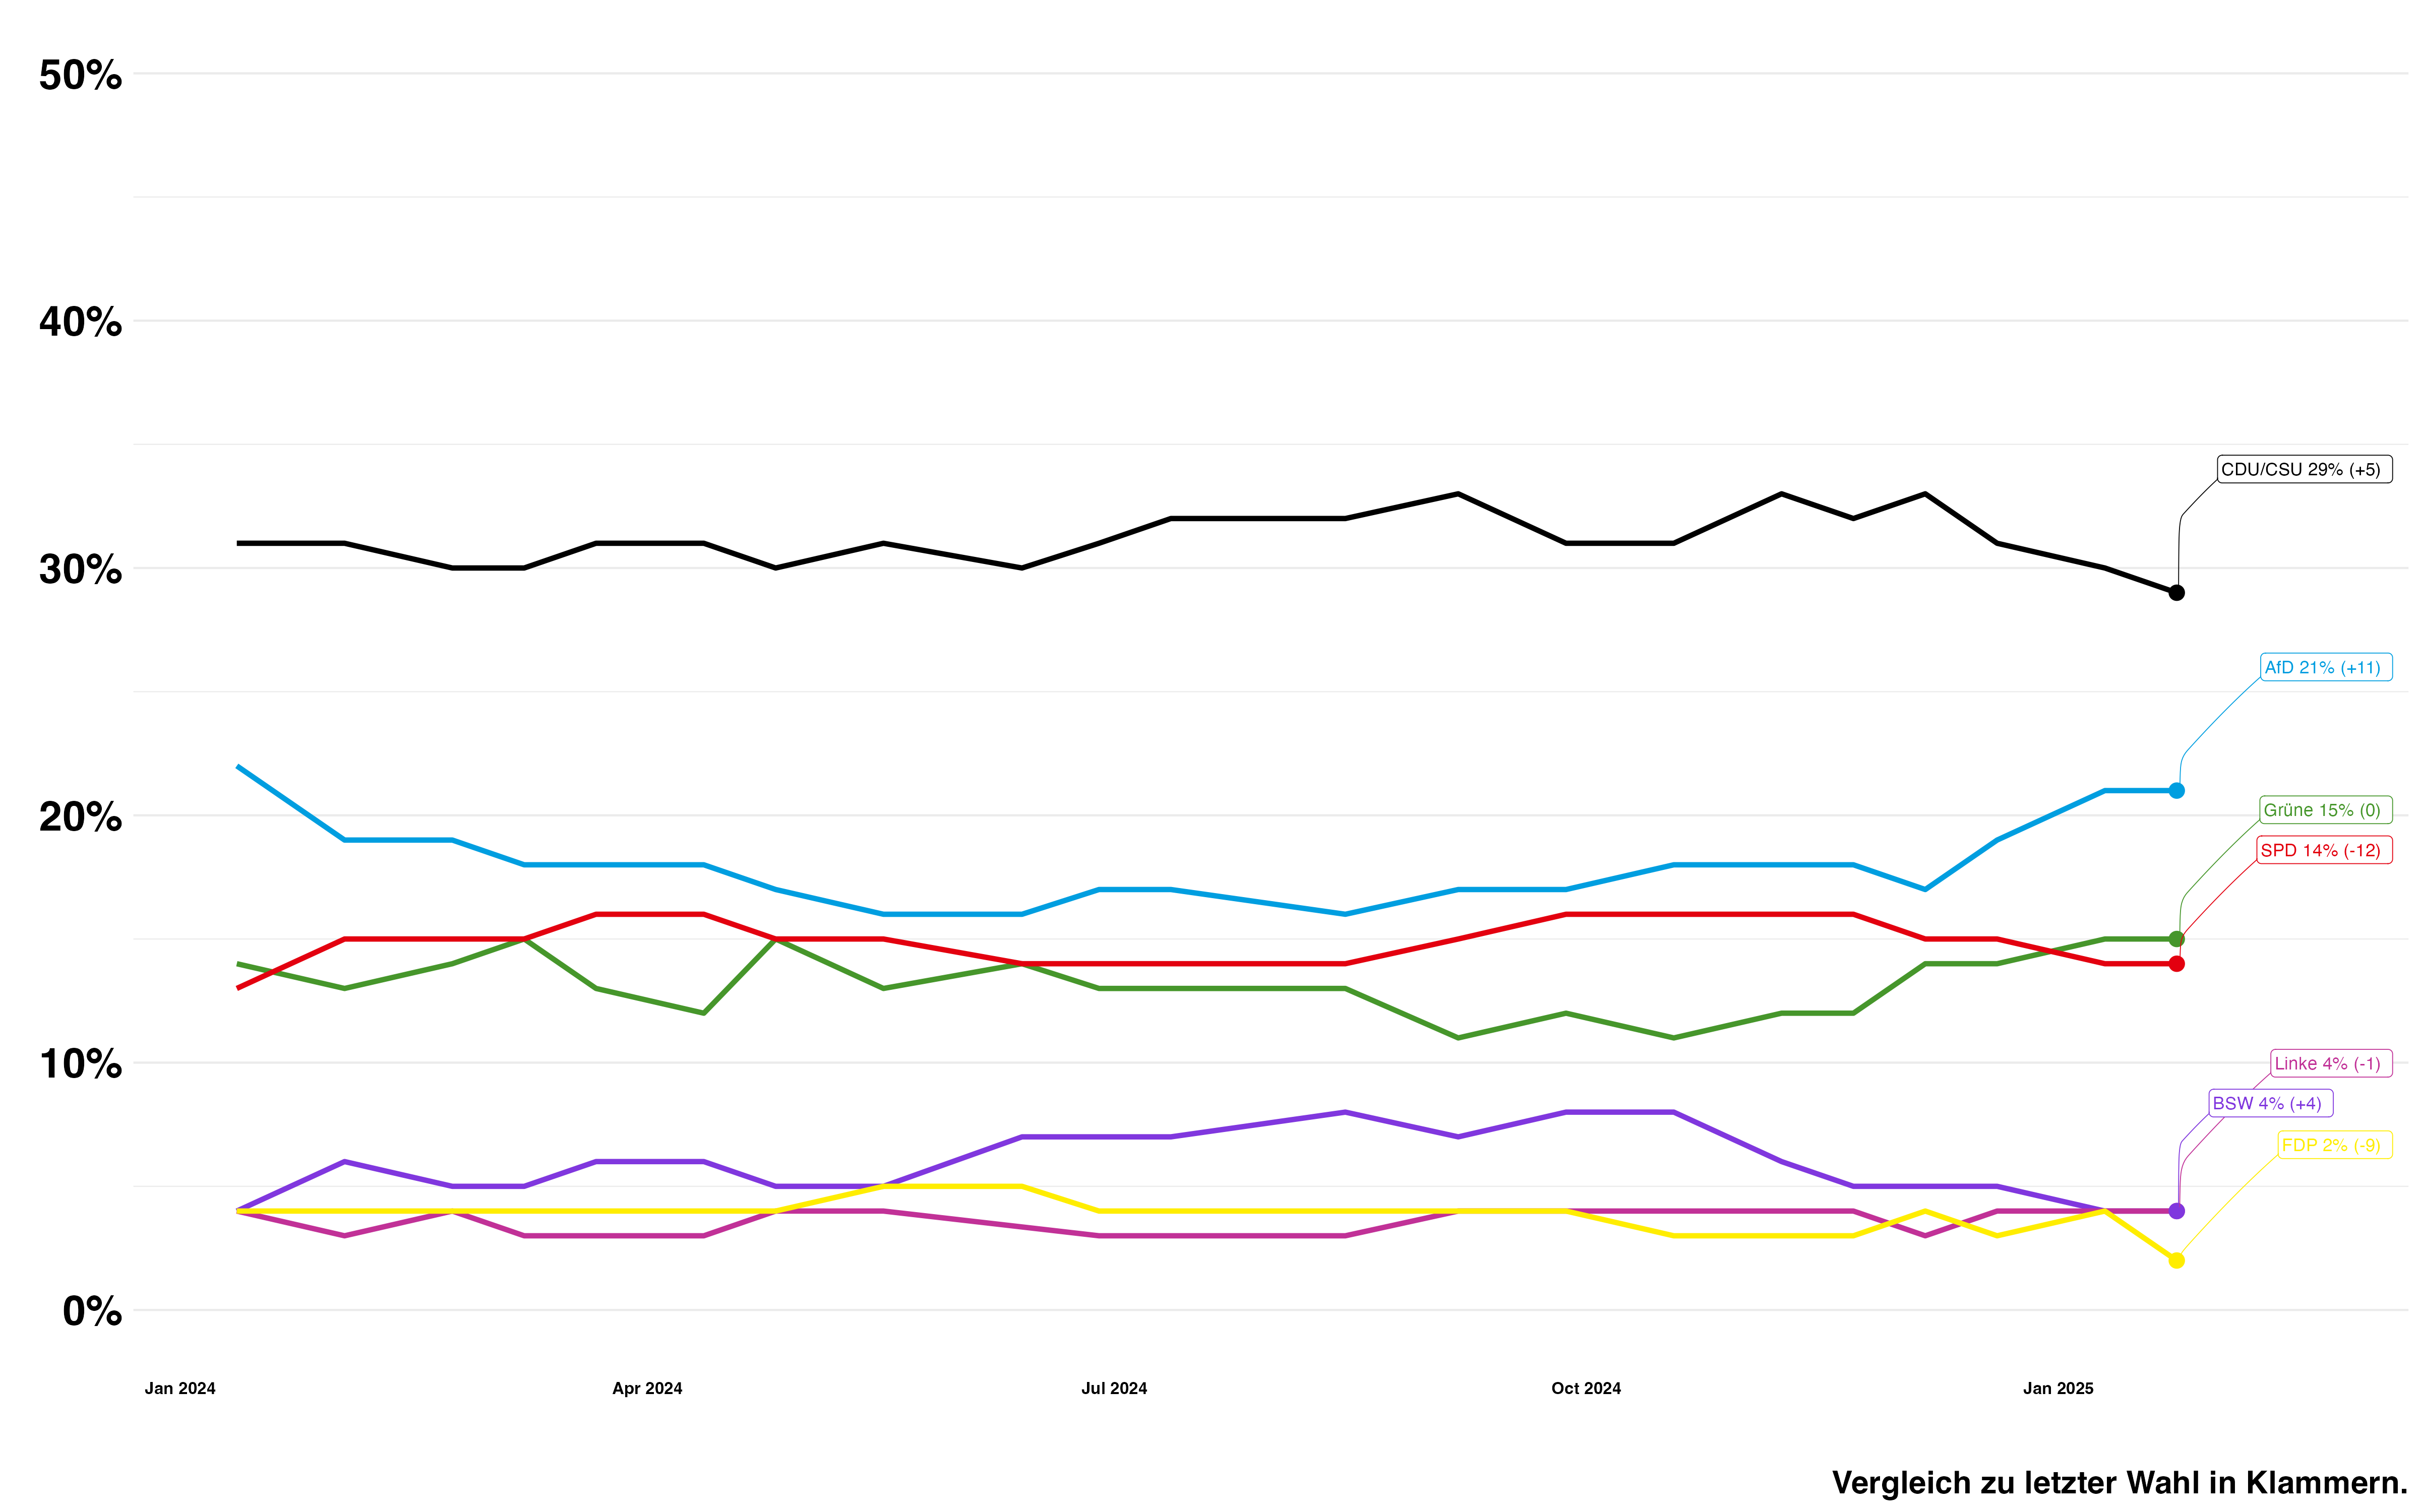 50%
40%
30%
20%
10%
0%
CDU/CSU 29% (+5)
AfD 21% (+11)
Grüne 15% (0)
SPD 14% (-12)
Linke 4% (-1)
BSW 4% (+4)
FDP 2% (-9)
Jan 2024
Apr 2024
Jul 2024
Oct 2024
Jan 2025
Vergleich zu letzter Wahl in Klammern.